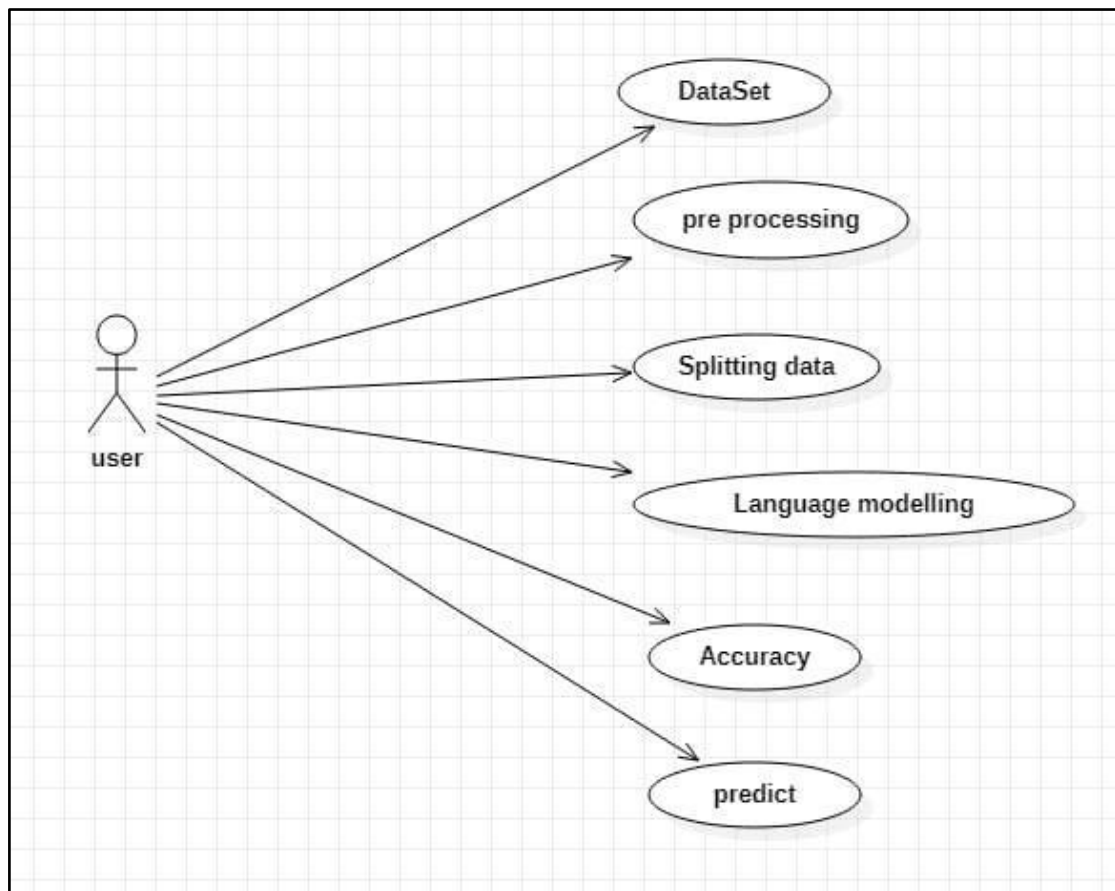 DataSet
pre processing
Splitting data
user
Language modelling
Accuracy
predict